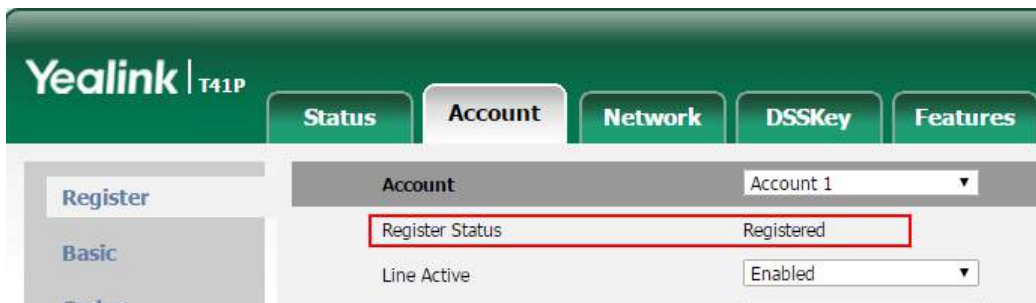 Yealink T41P
Status Account Network DSSKey Features
Register
Basic
Account Account 1
Register Status Registered
Line Active Enabled